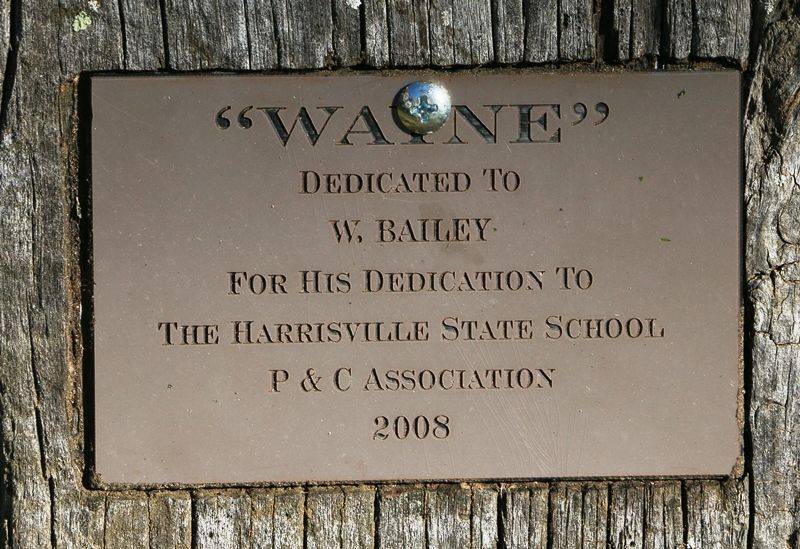 “WAYNE”
DEDICATED TO
W. BAILEY
FOR HIS DEDICATION TO
THE HARRISVILLE STATE SCHOOL
P & C ASSOCIATION
2008